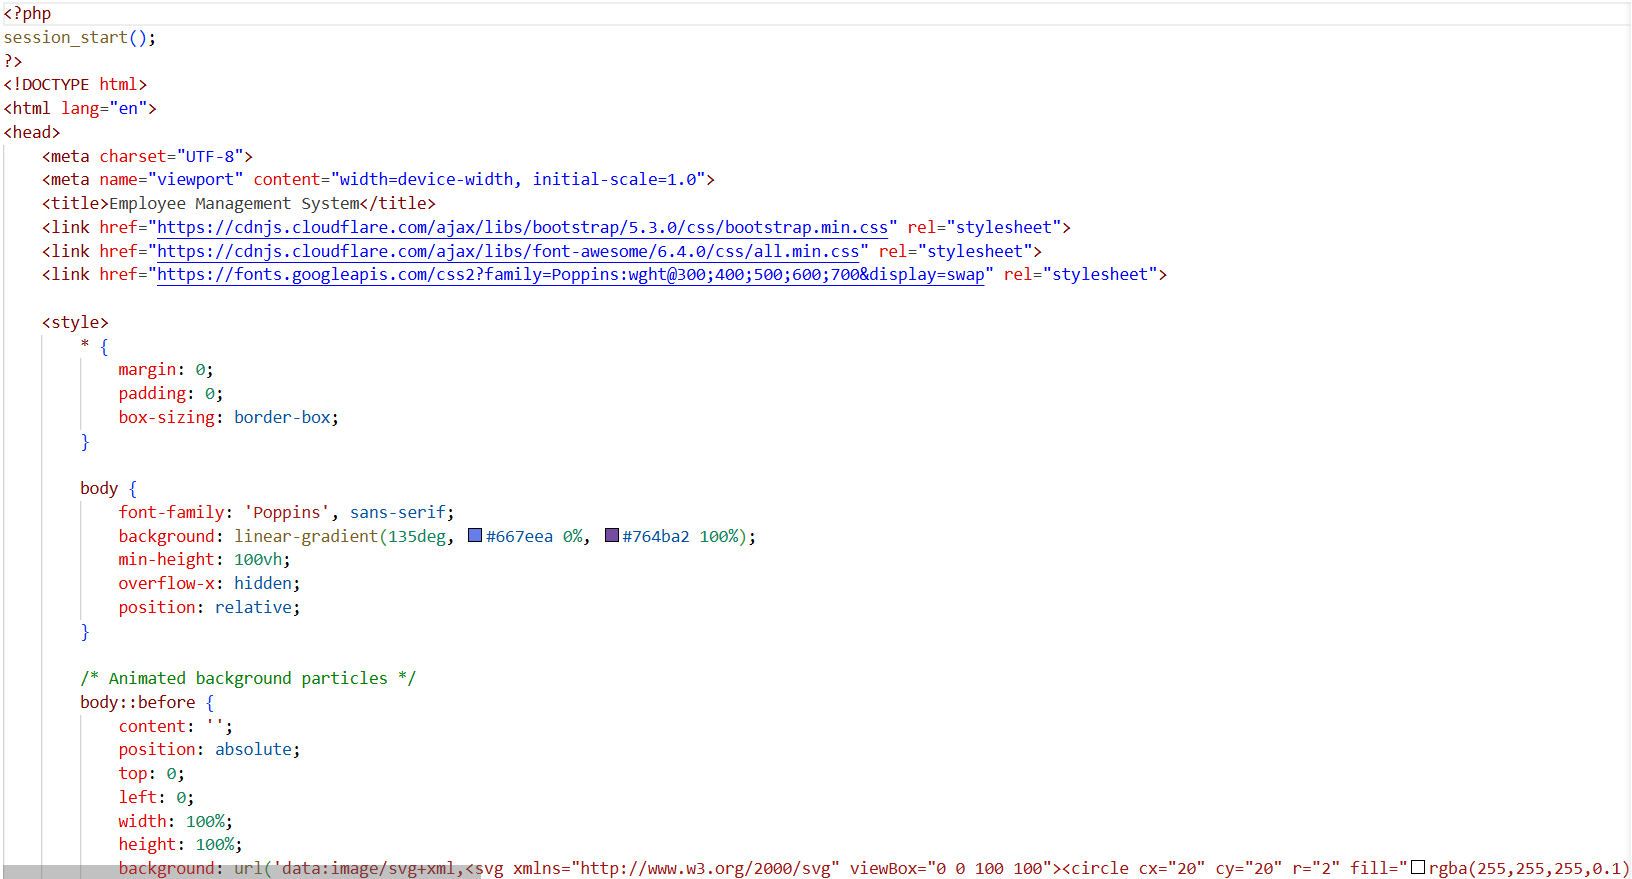 <?php
session_start();
?>
<!DOCTYPE html>
<html lang="en">
<head>
    <meta charset="UTF-8">
    <meta name="viewport" content="width=device-width, initial-scale=1.0">
    <title>Employee Management System</title>
    <link href="https://cdnjs.cloudflare.com/ajax/libs/bootstrap/5.3.0/css/bootstrap.min.css" rel="stylesheet">
    <link href="https://cdnjs.cloudflare.com/ajax/libs/font-awesome/6.4.0/css/all.min.css" rel="stylesheet">
    <link href="https://fonts.googleapis.com/css2?family=Poppins:wght@300;400;500;600;700&display=swap" rel="stylesheet">

    <style>
        * {
            margin: 0;
            padding: 0;
            box-sizing: border-box;
        }

        body {
            font-family: 'Poppins', sans-serif;
            background: linear-gradient(135deg, #667eea 0%, #764ba2 100%);
            min-height: 100vh;
            overflow-x: hidden;
            position: relative;
        }

        /* Animated background particles */
        body::before {
            content: '';
            position: absolute;
            top: 0;
            left: 0;
            width: 100%;
            height: 100%;
            background: url('data:image/svg+xml,<svg xmlns="http://www.w3.org/2000/svg" viewBox="0 0 100 100"><circle cx="20" cy="20" r="2" fill="rgba(255,255,255,0.1)